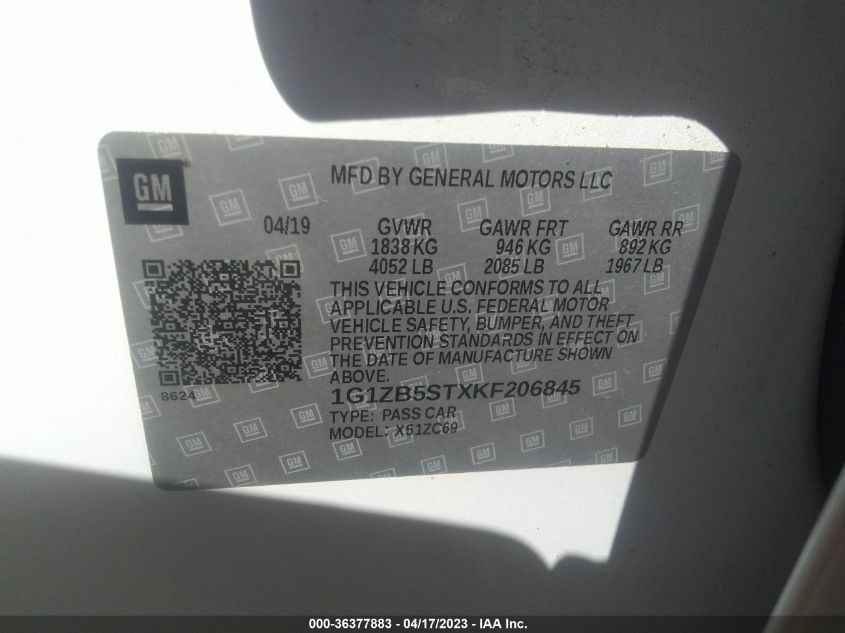 GM
MFD BY GENERAL MOTORS LLC
04/19 GVWR GAWR FRT GAWR RR
1838 KG 946 KG 892 KG
4052 LB 2085 LB 1967 LB
THIS VEHICLE CONFORMS TO ALL
APPLICABLE U.S. FEDERAL MOTOR
VEHICLE SAFETY, BUMPER, AND THEFT
PREVENTION STANDARDS IN EFFECT ON
THE DATE OF MANUFACTURE SHOWN
ABOVE.
8624
1G1ZB5STXKF206845
TYPE: PASS CAR
MODEL: X51ZC69
000-36377883 - 04/17/2023 - IAA Inc.